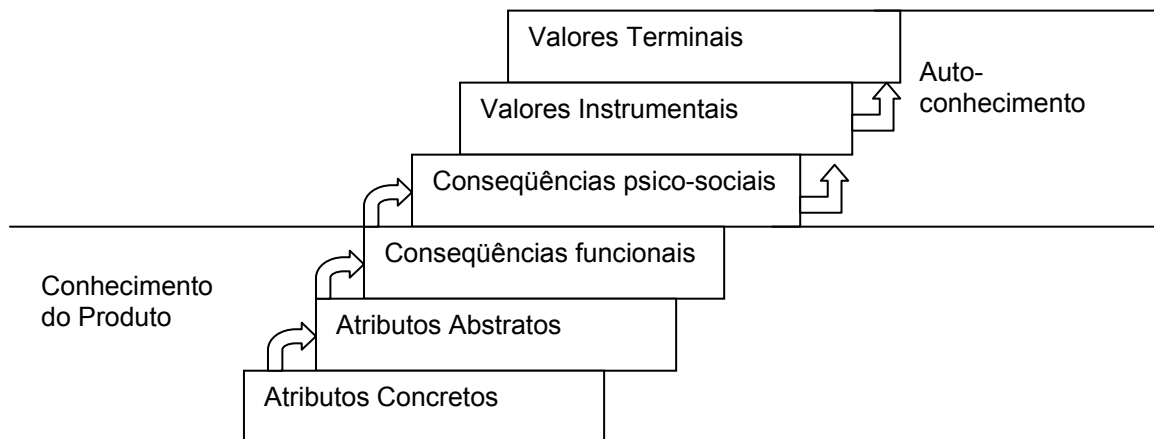 Valores Terminais
Auto-
conhecimento
Valores Instrumentais
Conseqüências psico-sociais
Conseqüências funcionais
Conhecimento
do Produto
Atributos Abstratos
Atributos Concretos